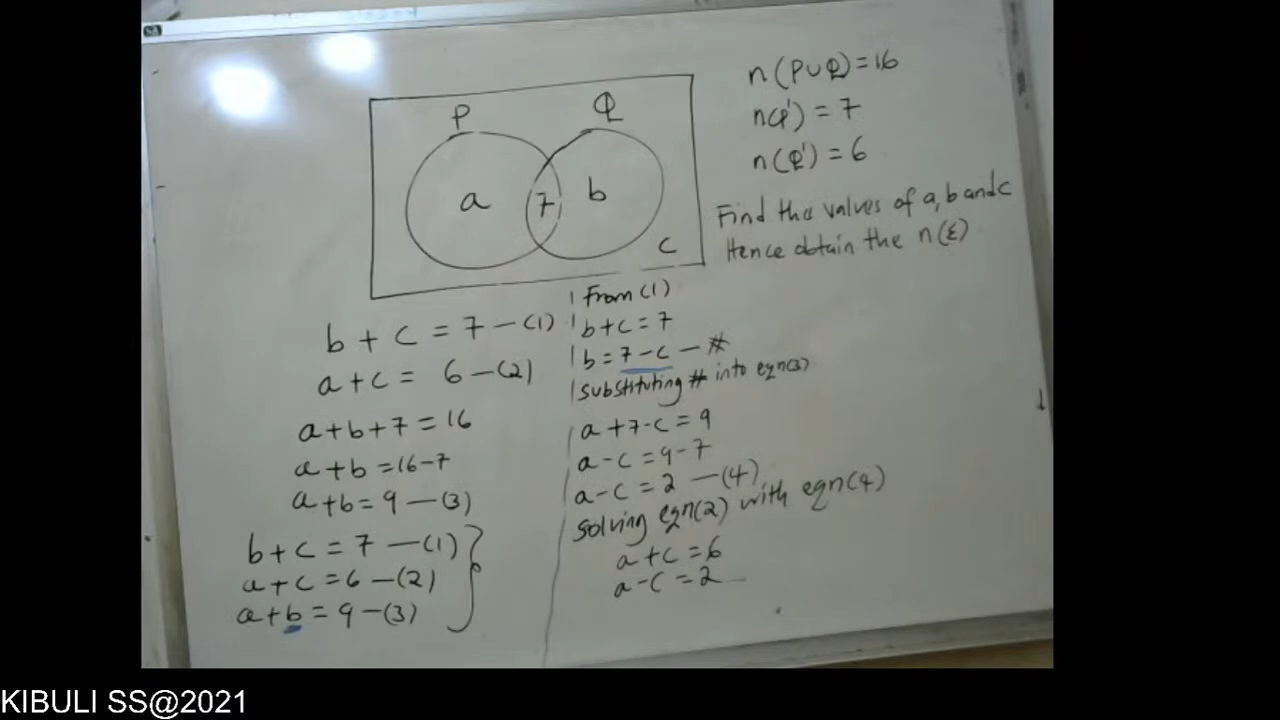 P
Q
a
7
b
c
n(P∪Q)=16
n(P')=7
n(Q')=6
Find the values of a, b and c
Hence obtain the n(ε)
b + c = 7 —(1)
a + c = 6 —(2)
a + b + 7 = 16
a + b = 16 - 7
a + b = 9 —(3)
b + c = 7 —(1)
a + c = 6 —(2)
a + b = 9 —(3)
From (1)
b + c = 7
b = 7 - c — #
substituting # into eqn(3)
a + 7 - c = 9
a - c = 9 - 7
a - c = 2 —(4)
solving eqn(2) with eqn(4)
a + c = 6
a - c = 2
KIBULI SS@2021